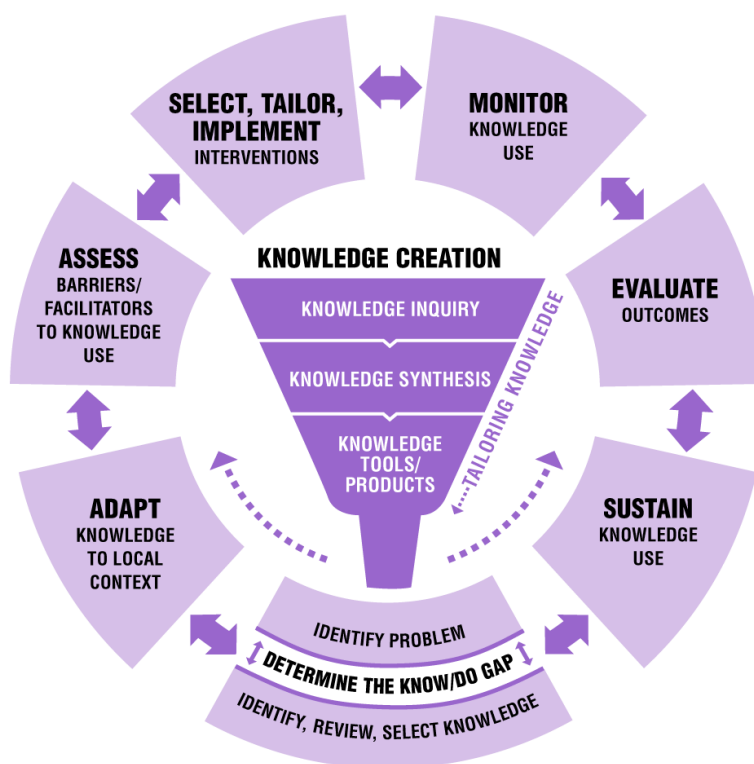 SELECT, TAILOR,
IMPLEMENT
INTERVENTIONS
MONITOR
KNOWLEDGE
USE
ASSESS
BARRIERS/
FACILITATORS
TO KNOWLEDGE
USE
EVALUATE
OUTCOMES
KNOWLEDGE CREATION
KNOWLEDGE INQUIRY
KNOWLEDGE SYNTHESIS
KNOWLEDGE
TOOLS/
PRODUCTS
TAILORING KNOWLEDGE
ADAPT
KNOWLEDGE
TO LOCAL
CONTEXT
SUSTAIN
KNOWLEDGE
USE
IDENTIFY PROBLEM
DETERMINE THE KNOW/DO GAP
IDENTIFY, REVIEW, SELECT KNOWLEDGE